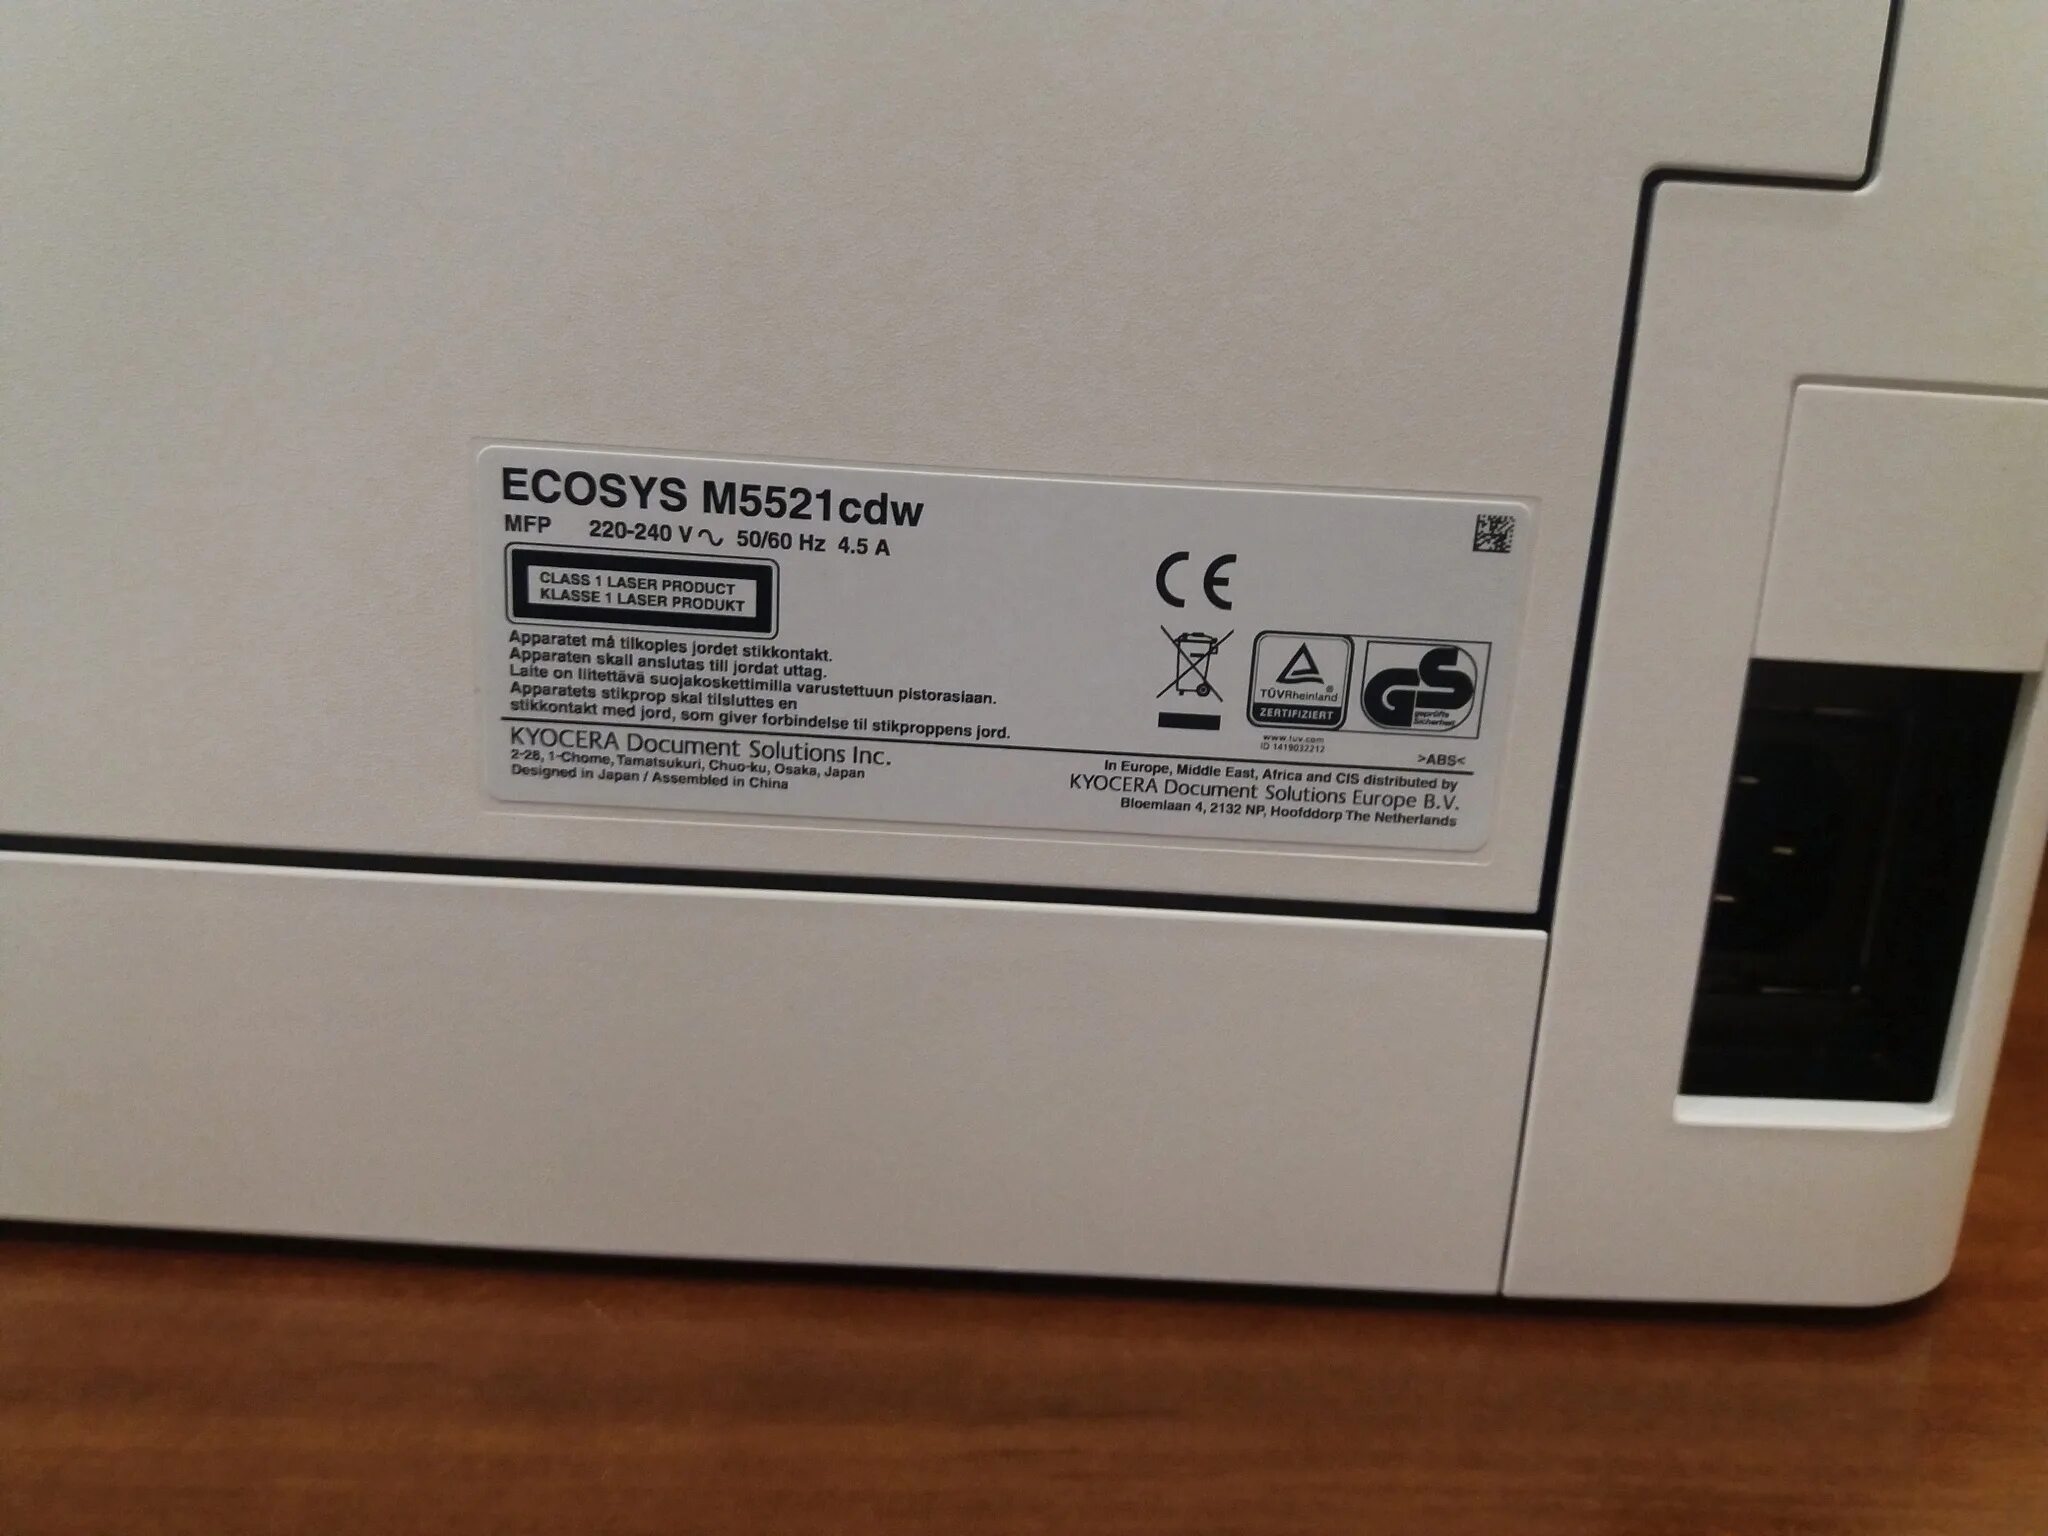 ECOSYS M5521cdw
MFP 220-240 V ~ 50/60 Hz 4.5 A
CLASS 1 LASER PRODUCT
KLASSE 1 LASER PRODUKT
Apparatet må tilkoples jordet stikkontakt.
Apparaten skall anslutas till jordat uttag.
Laite on liitettävä suojakoskettimilla varustettuun pistorasiaan.
Apparatets stikprop skal tilsluttes en
stikkontakt med jord, som giver forbindelse til stikproppens jord.
KYOCERA Document Solutions Inc.
2-28, 1-Chome, Tamatsukuri, Chuo-ku, Osaka, Japan
Designed in Japan / Assembled in China
CE
TÜVRheinland ®
ZERTIFIZIERT
www.tuv.com
ID 1419032212
GS
geprüfte
Sicherheit
>ABS<
In Europe, Middle East, Africa and CIS distributed by
KYOCERA Document Solutions Europe B.V.
Bloemlaan 4, 2132 NP, Hoofddorp The Netherlands